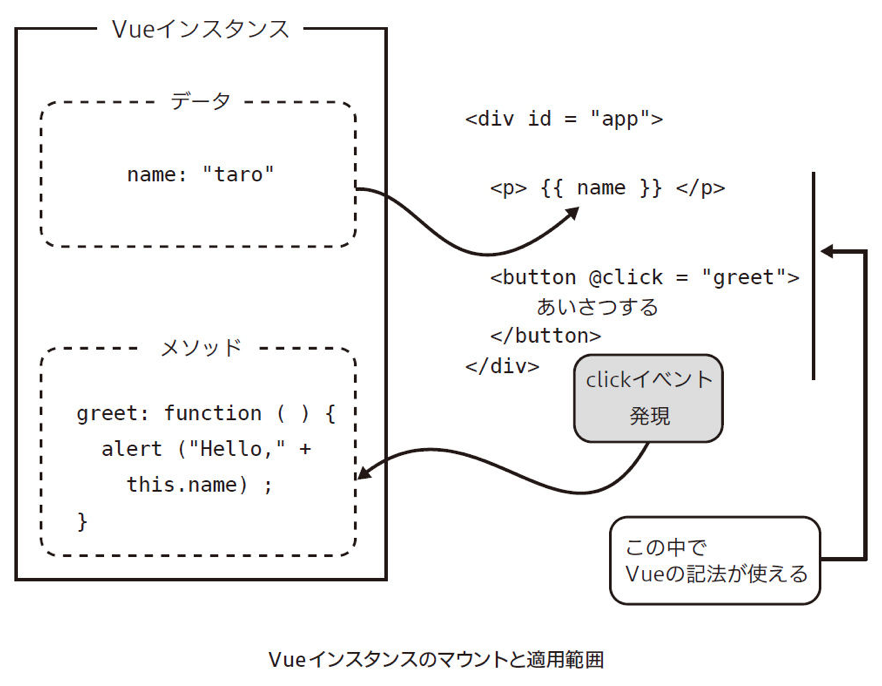 Vueインスタンス
データ
name: "taro"
メソッド
greet: function ( ) {
alert ("Hello," +
this.name) ;
}
<div id = "app">
<p> {{ name }} </p>
<button @click = "greet">
あいさつする
</button>
</div>
clickイベント
発現
この中で
Vueの記法が使える
Vueインスタンスのマウントと適用範囲